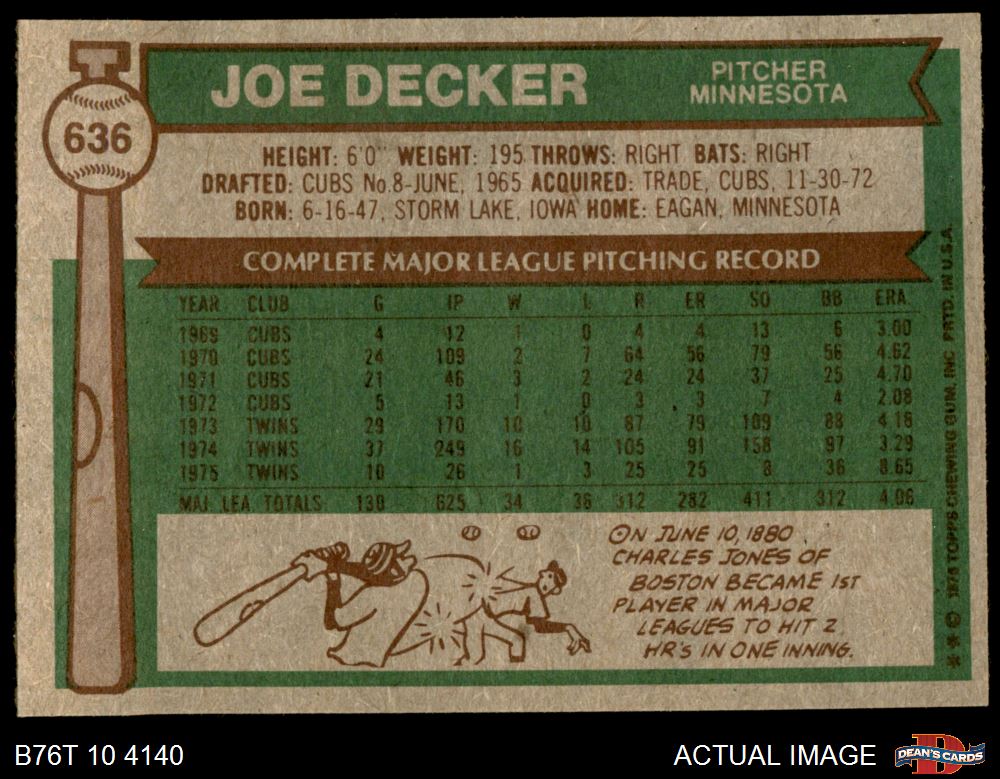 636
JOE DECKER
PITCHER
MINNESOTA
HEIGHT: 6'0" WEIGHT: 195 THROWS: RIGHT BATS: RIGHT
DRAFTED: CUBS No.8-JUNE, 1965 ACQUIRED: TRADE, CUBS, 11-30-72
BORN: 6-16-47, STORM LAKE, IOWA HOME: EAGAN, MINNESOTA
COMPLETE MAJOR LEAGUE PITCHING RECORD
YEAR CLUB G IP W L R ER SO BB ERA
1969 CUBS 4 12 1 0 4 4 13 6 3.00
1970 CUBS 24 109 2 7 64 56 79 56 4.62
1971 CUBS 21 46 3 2 24 24 37 25 4.70
1972 CUBS 5 13 1 0 3 3 7 4 2.08
1973 TWINS 29 170 10 10 87 79 109 88 4.18
1974 TWINS 37 249 16 14 105 91 158 97 3.29
1975 TWINS 10 26 1 3 25 25 8 36 8.65
MAJ. LEA. TOTALS 130 625 34 36 312 282 411 312 4.06
ON JUNE 10, 1880
CHARLES JONES OF
BOSTON BECAME 1ST
PLAYER IN MAJOR
LEAGUES TO HIT 2
HR'S IN ONE INNING.
* * © 1976 TOPPS CHEWING GUM, INC. PRTD. IN U.S.A.
B76T 10 4140
ACTUAL IMAGE
D
DEAN'S CARDS